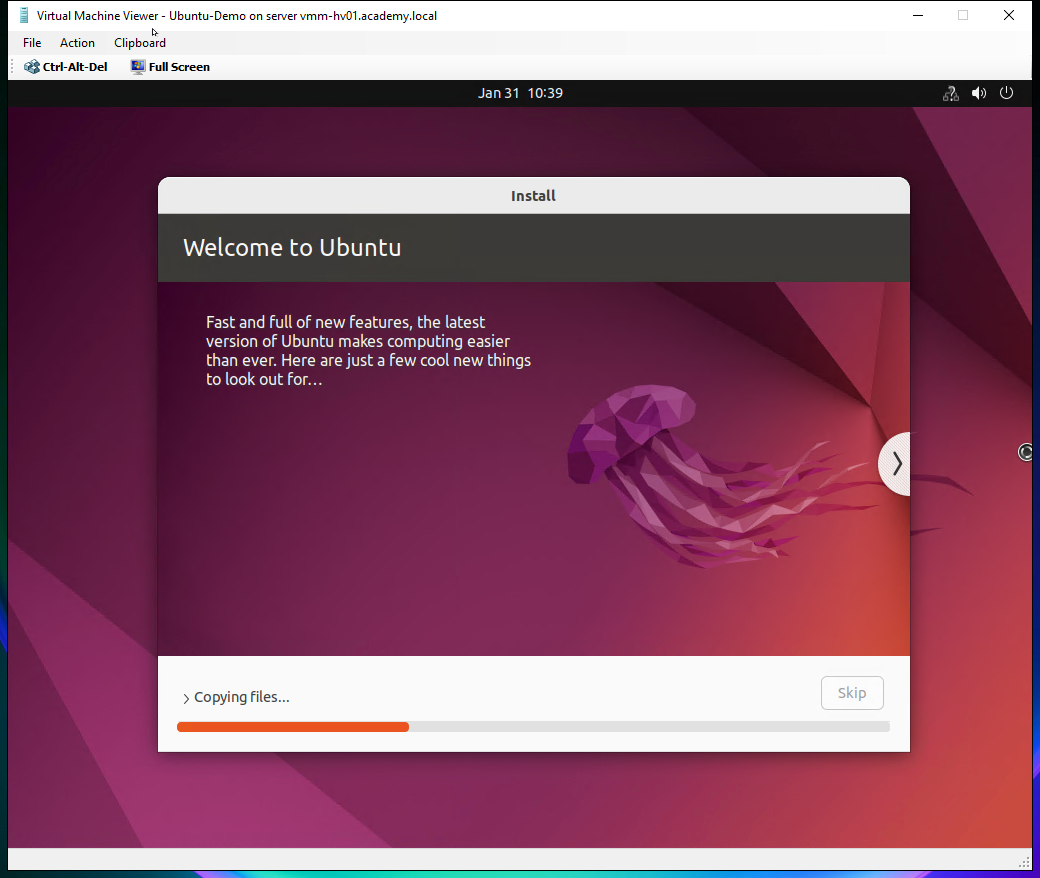 Virtual Machine Viewer - Ubuntu-Demo on server vmm-hv01.academy.local
File Action Clipboard
Ctrl-Alt-Del Full Screen
Jan 31 10:39
Install
Welcome to Ubuntu
Fast and full of new features, the latest
version of Ubuntu makes computing easier
than ever. Here are just a few cool new things
to look out for…
Copying files...
Skip